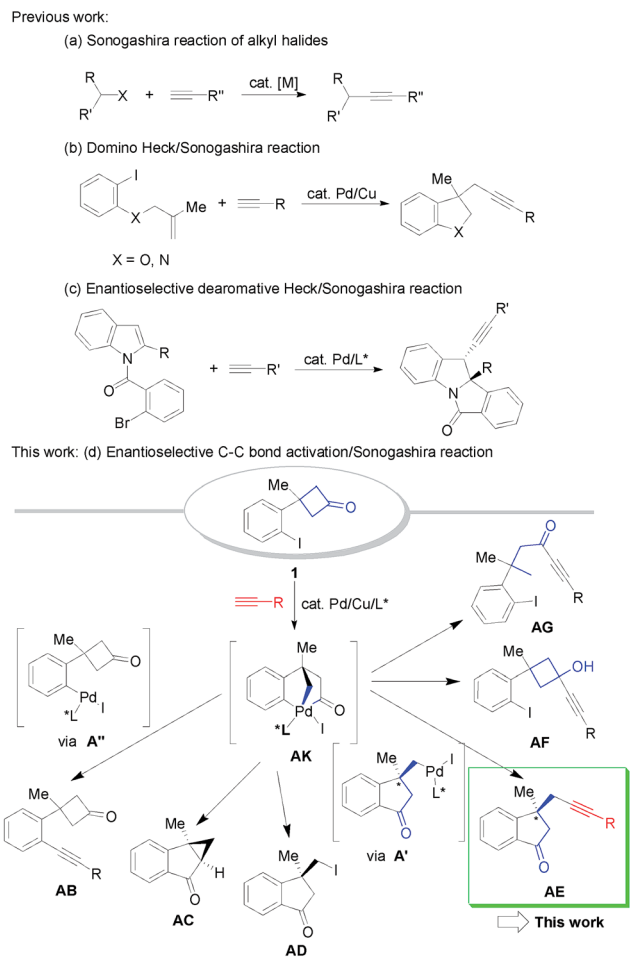 Previous work:
(a) Sonogashira reaction of alkyl halides
R
R'
X
+
R"
cat. [M]
R
R'
R"
(b) Domino Heck/Sonogashira reaction
I
X
Me
+
R
cat. Pd/Cu
Me
X
R
X = O, N
(c) Enantioselective dearomative Heck/Sonogashira reaction
R
N
O
Br
+
R'
cat. Pd/L*
R'
H
R
N
O
This work: (d) Enantioselective C-C bond activation/Sonogashira reaction
Me
O
I
1
R
cat. Pd/Cu/L*
Me
O
Pd
I
*L
via A"
Me
O
Pd
I
*L
AK
Me
O
I
R
AG
Me
OH
I
R
AF
Me
*
Pd
I
L*
O
via A'
Me
O
R
AB
Me
H
O
AC
Me
I
O
AD
Me
*
R
O
AE
This work